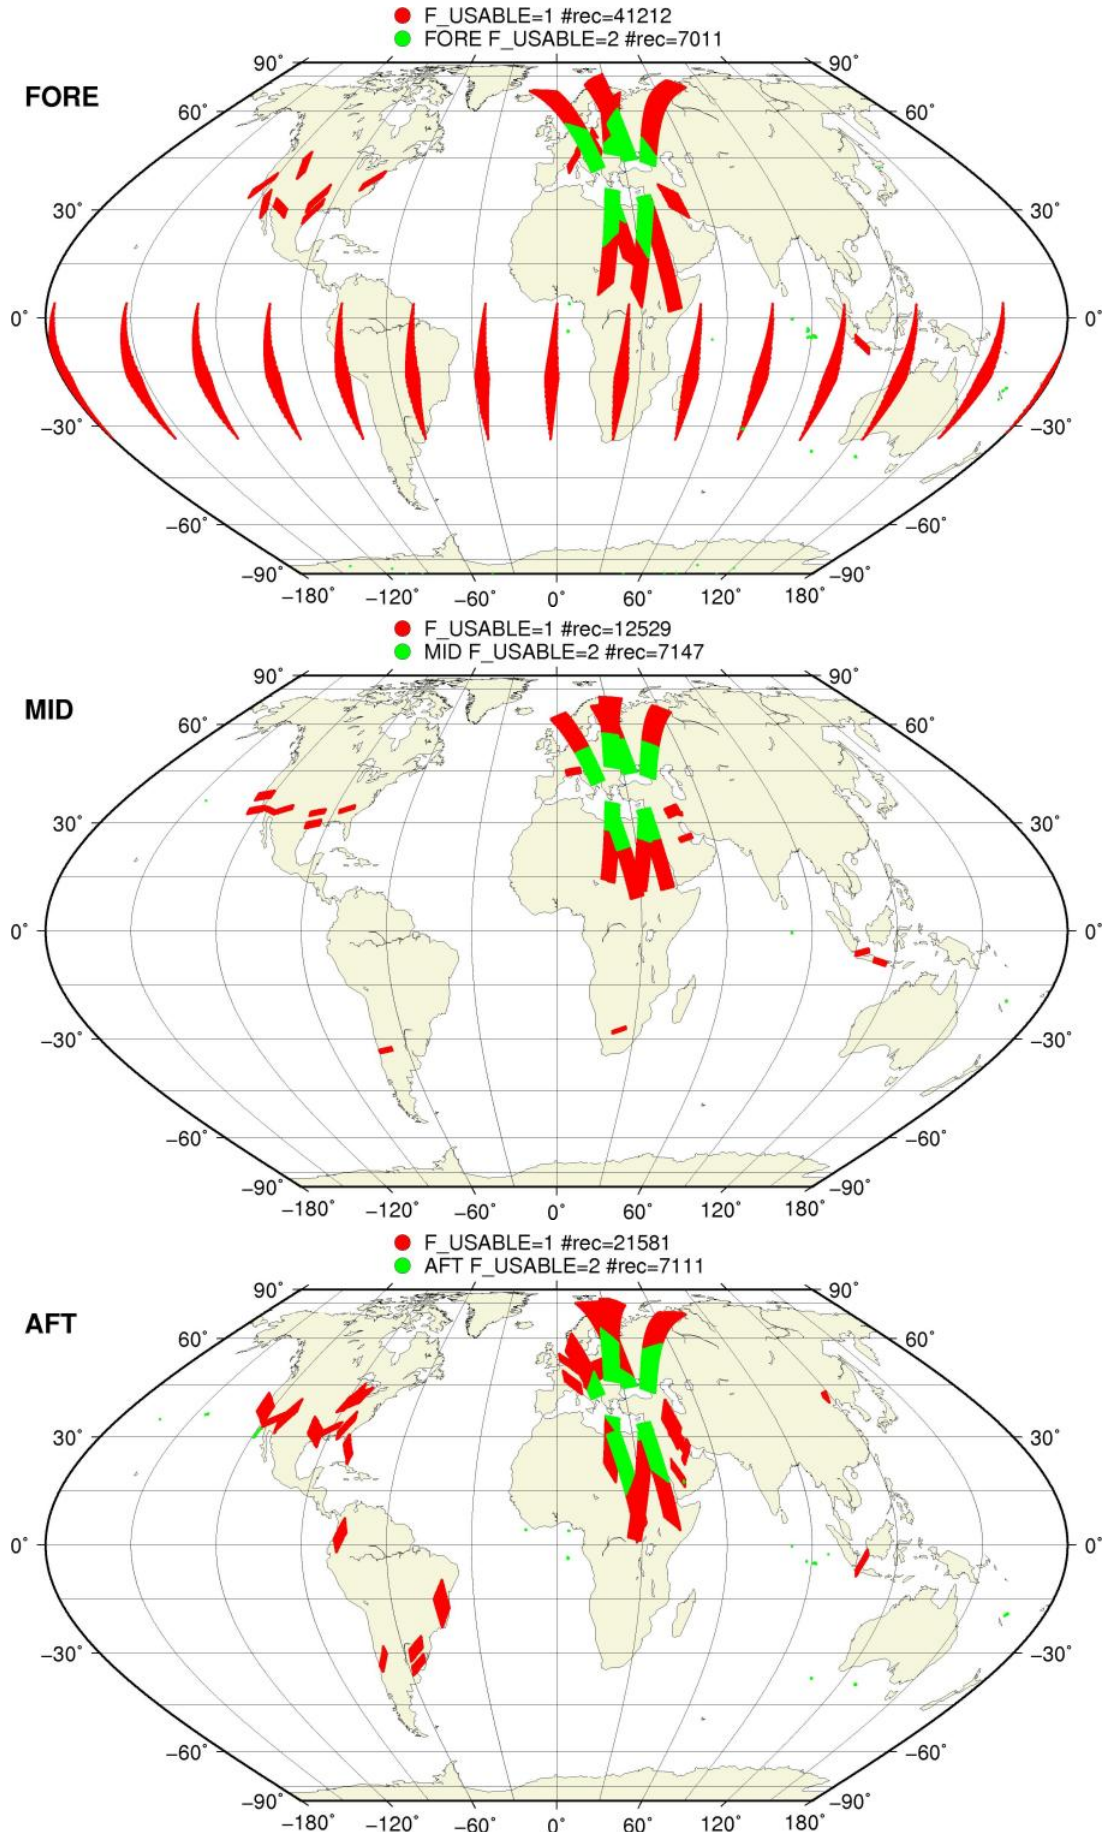 F_USABLE=1 #rec=41212
FORE F_USABLE=2 #rec=7011
FORE
90° 90°
60° 60°
30° 30°
0° 0°
−30° −30°
−60° −60°
−90° −90°
−180° −120° −60° 0° 60° 120° 180°
F_USABLE=1 #rec=12529
MID F_USABLE=2 #rec=7147
MID
90° 90°
60° 60°
30° 30°
0° 0°
−30° −30°
−60° −60°
−90° −90°
−180° −120° −60° 0° 60° 120° 180°
F_USABLE=1 #rec=21581
AFT F_USABLE=2 #rec=7111
AFT
90° 90°
60° 60°
30° 30°
0° 0°
−30° −30°
−60° −60°
−90° −90°
−180° −120° −60° 0° 60° 120° 180°